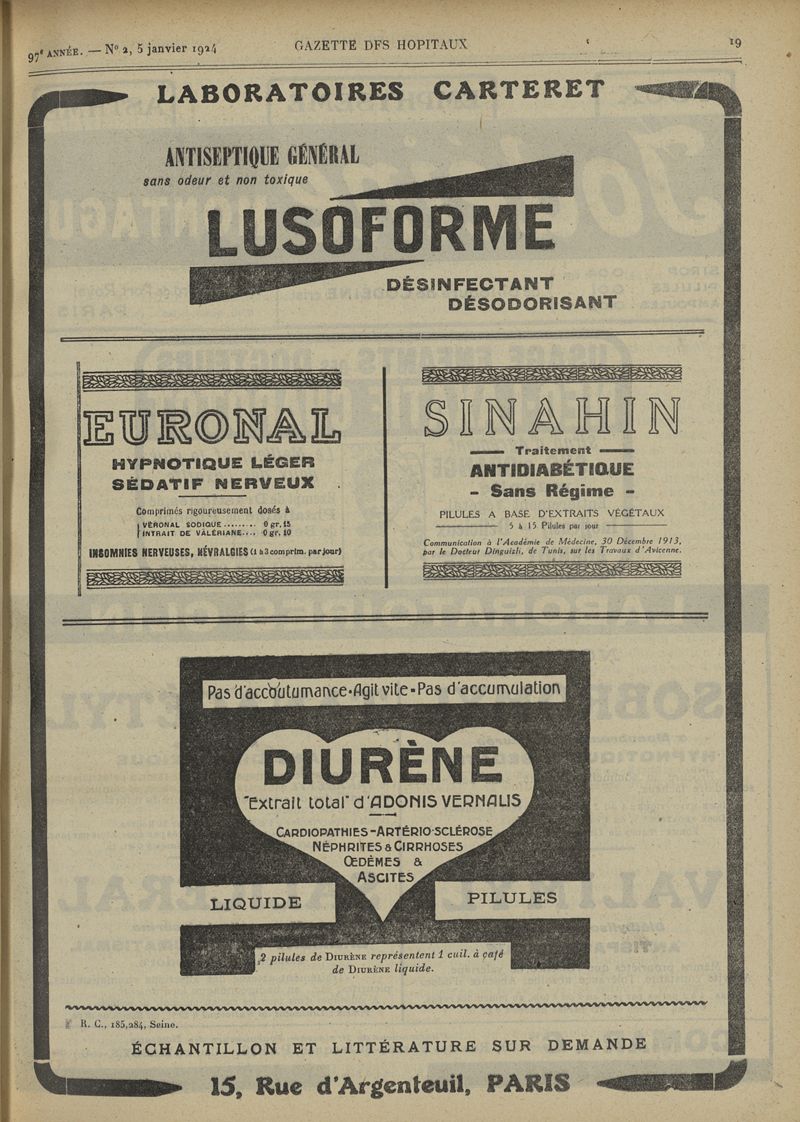 97e ANNÉE. — No 2, 5 janvier 1924
GAZETTE DES HOPITAUX
19
LABORATOIRES CARTERET
ANTISEPTIQUE GÉNÉRAL
sans odeur et non toxique
LUSOFORME
DÉSINFECTANT
DÉSODORISANT
EURONAL
HYPNOTIQUE LÉGER
SÉDATIF NERVEUX
Comprimés rigoureusement dosés à
VÉRONAL SODIQUE........ 0 gr. 15
INTRAIT DE VALÉRIANE... 0 gr. 10
INSOMNIES NERVEUSES, NÉVRALGIES (1 à 3 comprim. par jour)
SINAHIN
Traitement
ANTIDIABÉTIQUE
- Sans Régime -
PILULES A BASE D'EXTRAITS VÉGÉTAUX
5 à 15 Pilules par jour
Communication à l'Académie de Médecine, 30 Décembre 1913,
par le Docteur Dinguizli, de Tunis, sur les Travaux d'Avicenne.
Pas d'accoutumance-Agit vite-Pas d'accumulation
DIURÈNE
"Extrait total" d'ADONIS VERNALIS
CARDIOPATHIES-ARTÉRIO-SCLÉROSE
NÉPHRITES & CIRRHOSES
ŒDÈMES &
ASCITES
LIQUIDE
PILULES
2 pilules de DIURÈNE représentent 1 cuil. à café
de DIURÈNE liquide.
R. C., 185,284, Seine.
ÉCHANTILLON ET LITTÉRATURE SUR DEMANDE
15, Rue d'Argenteuil, PARIS